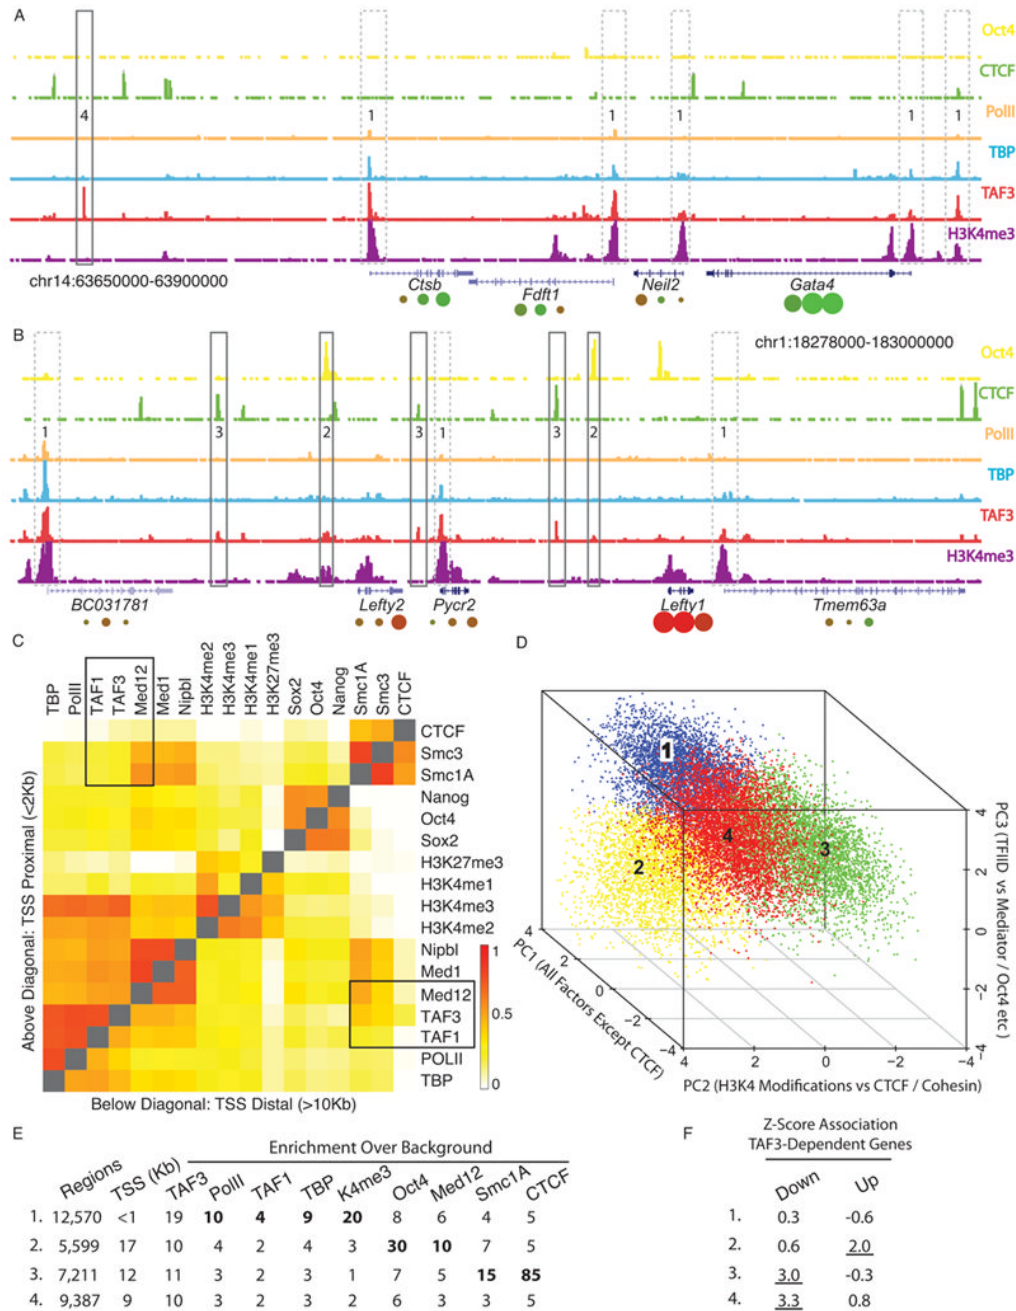 A
Oct4
CTCF
4 1 1 1 1 1
PolII
TBP
TAF3
H3K4me3
chr14:63650000-63900000
Ctsb
Fdft1
Neil2
Gata4
B
chr1:18278000-183000000
Oct4
CTCF
1 3 2 3 1 3 2 1
PolII
TBP
TAF3
H3K4me3
BC031781
Lefty2
Pycr2
Lefty1
Tmem63a
C
TBP
PolII
TAF1
TAF3
Med12
Med1
Nipbl
H3K4me2
H3K4me3
H3K4me1
H3K27me3
Sox2
Oct4
Nanog
Smc1A
Smc3
CTCF
Above Diagonal: TSS Proximal (<2Kb)
CTCF
Smc3
Smc1A
Nanog
Oct4
Sox2
H3K27me3
H3K4me1
H3K4me3
H3K4me2
Nipbl
Med1
Med12
TAF3
TAF1
POLII
TBP
1
0.5
0
Below Diagonal: TSS Distal (>10Kb)
D
1
2
3
4
4
2
0
-2
-4
PC1 (All Factors Except CTCF)
4 2 0 -2 -4
PC2 (H3K4 Modifications vs CTCF / Cohesin)
4
2
0
-2
-4
PC3 (TFIID vs Mediator / Oct4 etc )
E
Enrichment Over Background
Regions TSS (Kb) TAF3 PolII TAF1 TBP K4me3 Oct4 Med12 Smc1A CTCF
1. 12,570 <1 19 10 4 9 20 8 6 4 5
2. 5,599 17 10 4 2 4 3 30 10 7 5
3. 7,211 12 11 3 2 3 1 7 5 15 85
4. 9,387 9 10 3 2 3 2 6 3 3 5
F
Z-Score Association
TAF3-Dependent Genes
Down Up
1. 0.3 -0.6
2. 0.6 2.0
3. 3.0 -0.3
4. 3.3 0.8